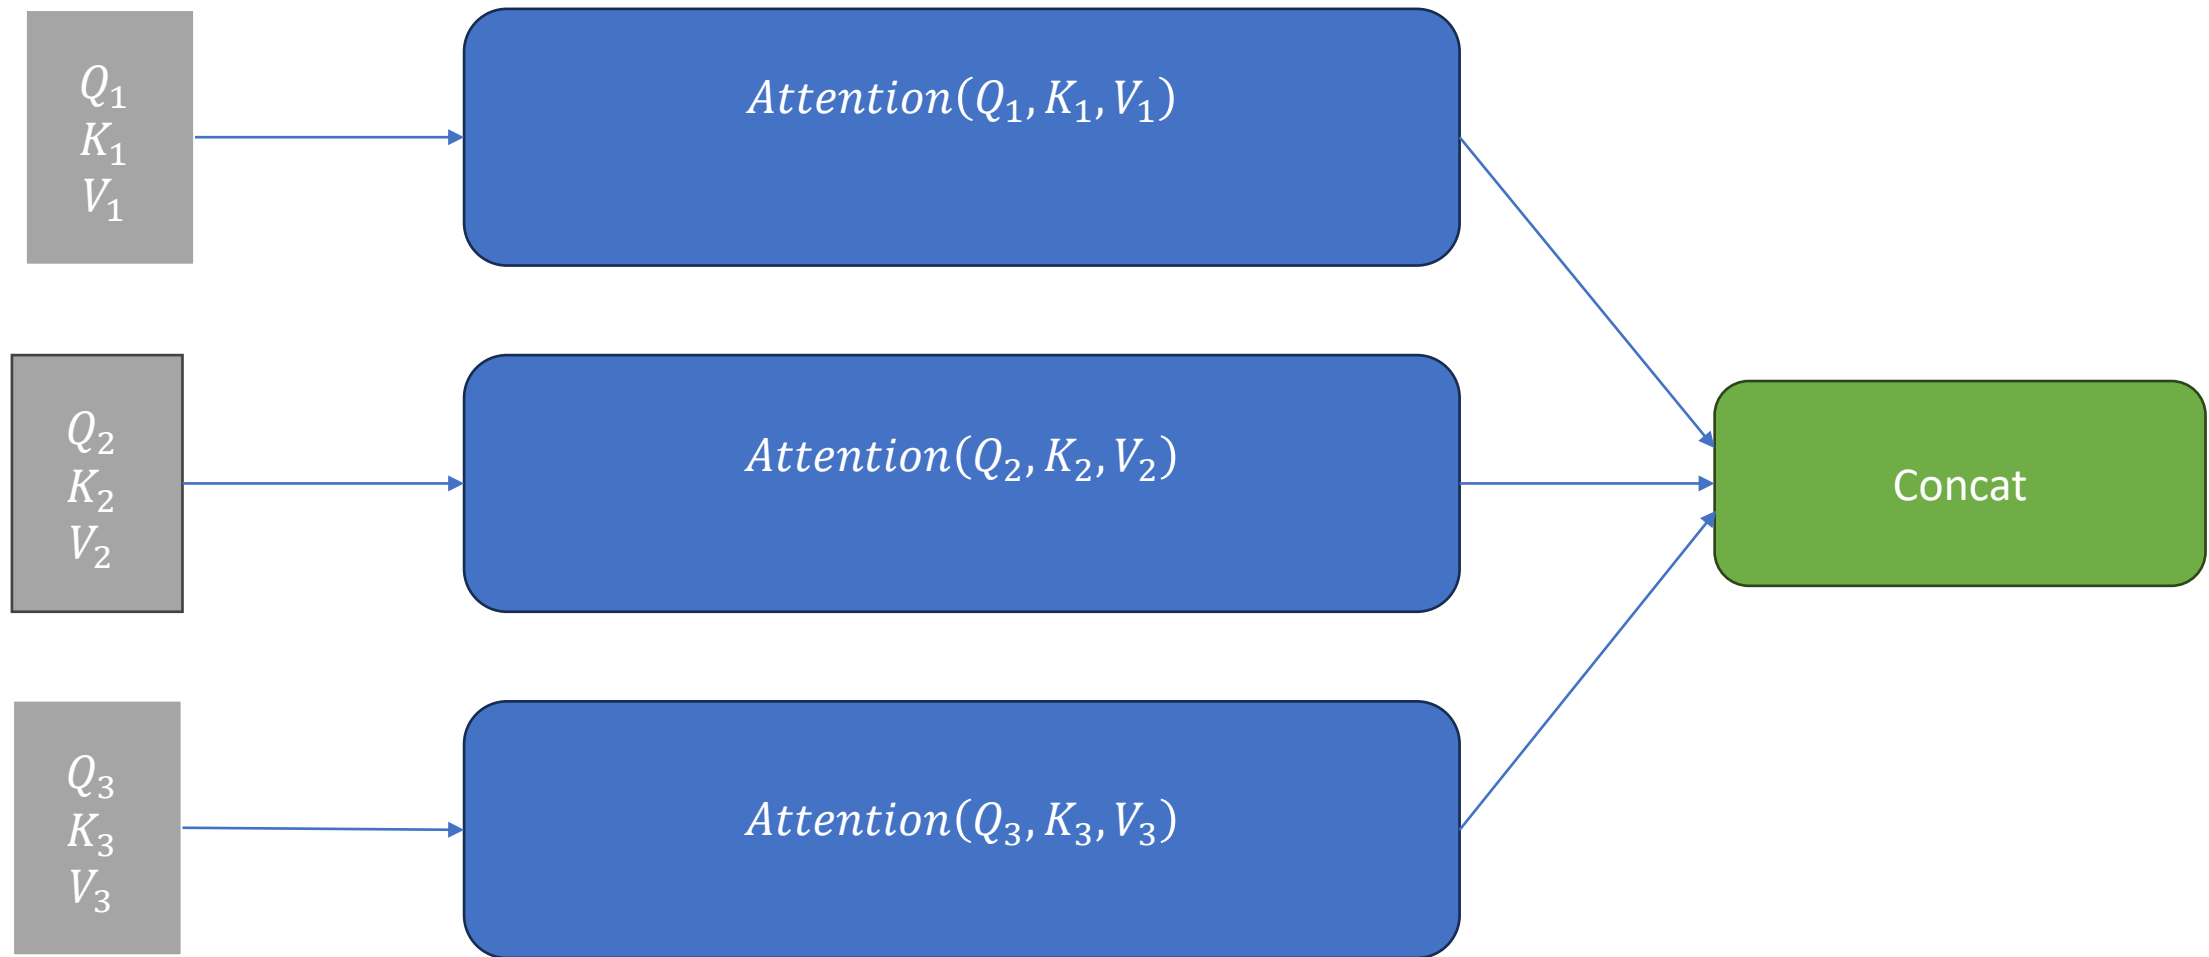 Q₁
K₁
V₁
Attention(Q₁, K₁, V₁)
Q₂
K₂
V₂
Attention(Q₂, K₂, V₂)
Concat
Q₃
K₃
V₃
Attention(Q₃, K₃, V₃)